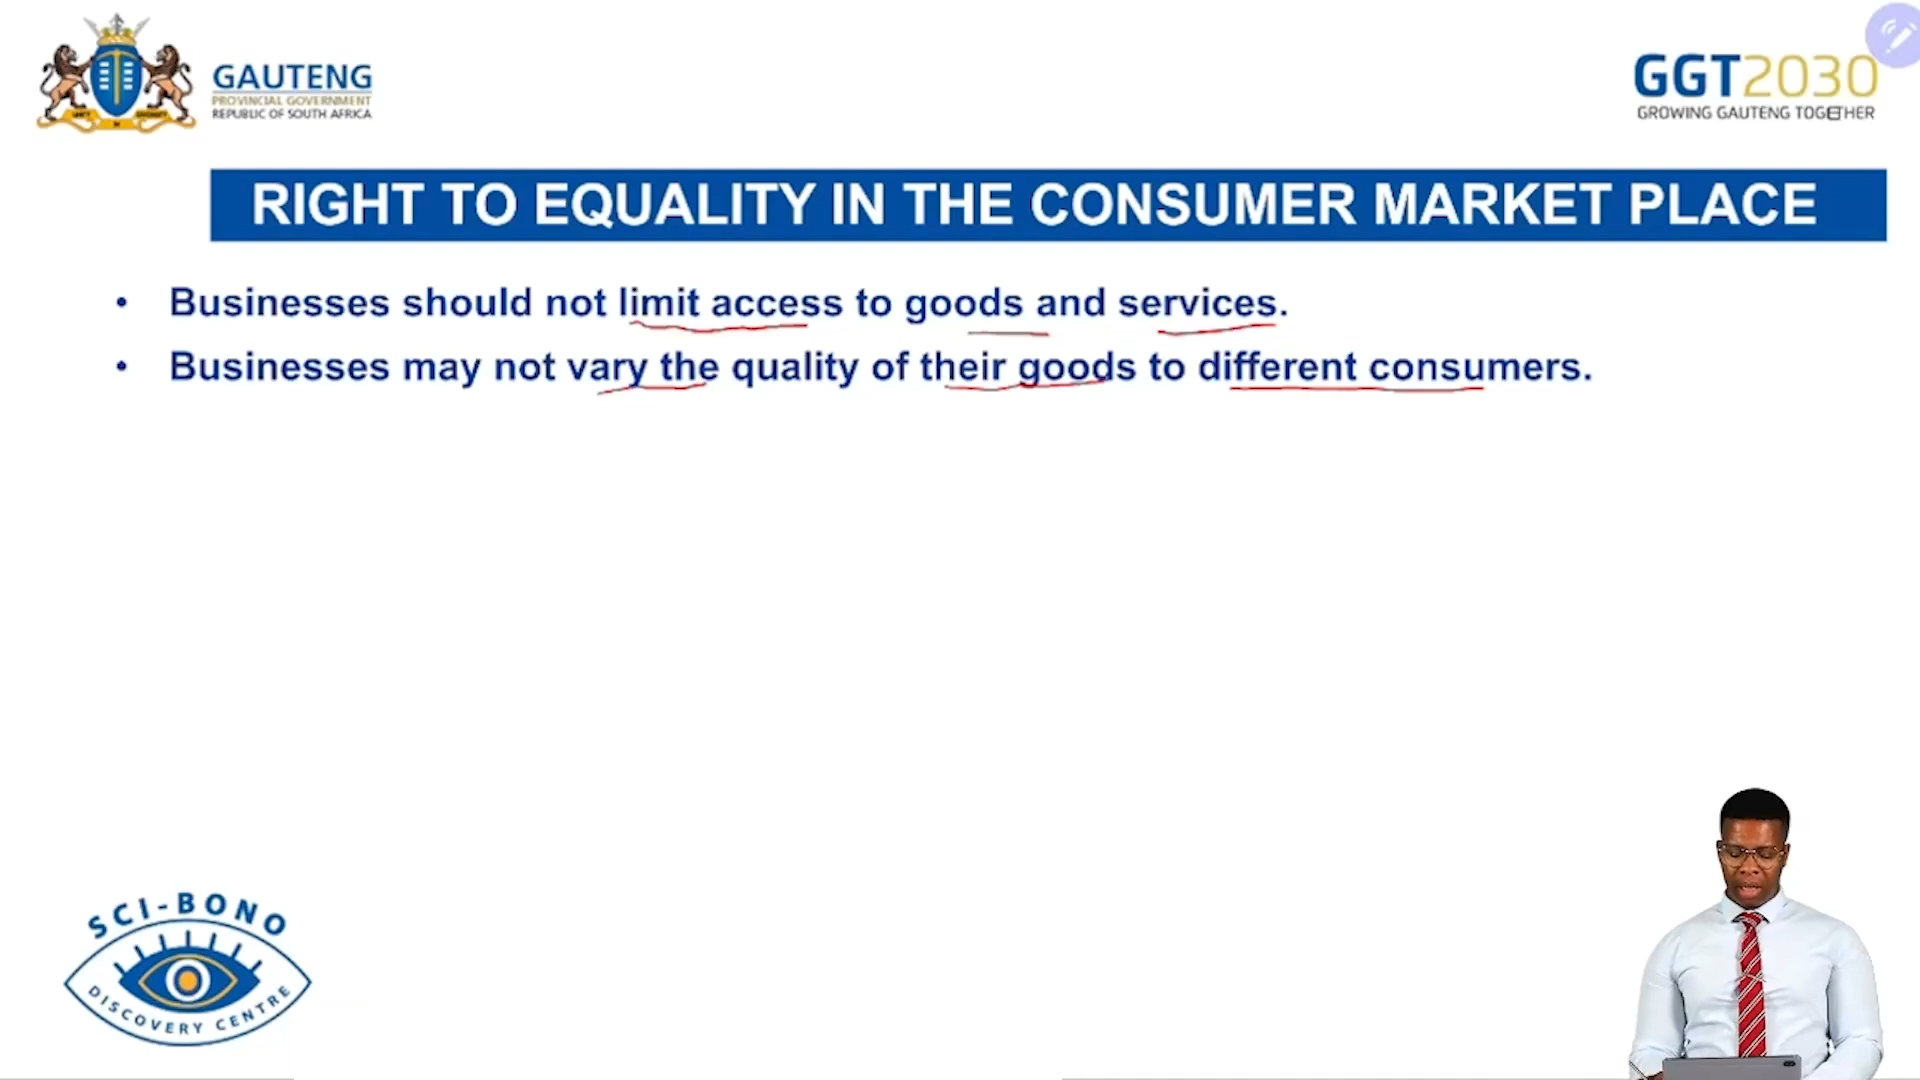 GAUTENG
PROVINCIAL GOVERNMENT
REPUBLIC OF SOUTH AFRICA
GGT2030
GROWING GAUTENG TOGETHER
RIGHT TO EQUALITY IN THE CONSUMER MARKET PLACE
• Businesses should not limit access to goods and services.
• Businesses may not vary the quality of their goods to different consumers.
SCI-BONO
DISCOVERY CENTRE